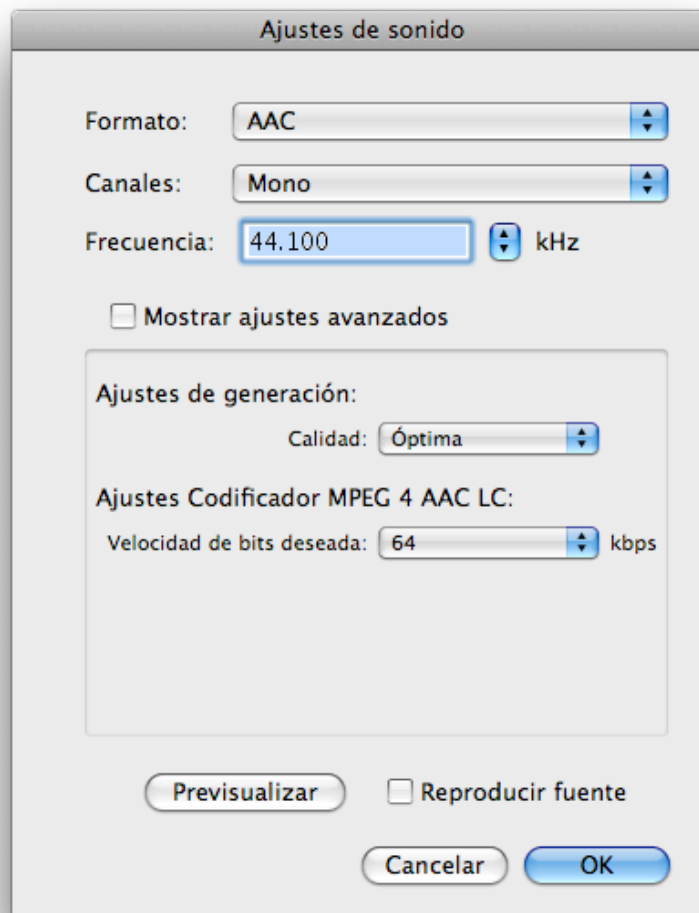 Ajustes de sonido
Formato: AAC
Canales: Mono
Frecuencia: 44.100 kHz
Mostrar ajustes avanzados
Ajustes de generación:
Calidad: Óptima
Ajustes Codificador MPEG 4 AAC LC:
Velocidad de bits deseada: 64 kbps
Previsualizar Reproducir fuente
Cancelar OK